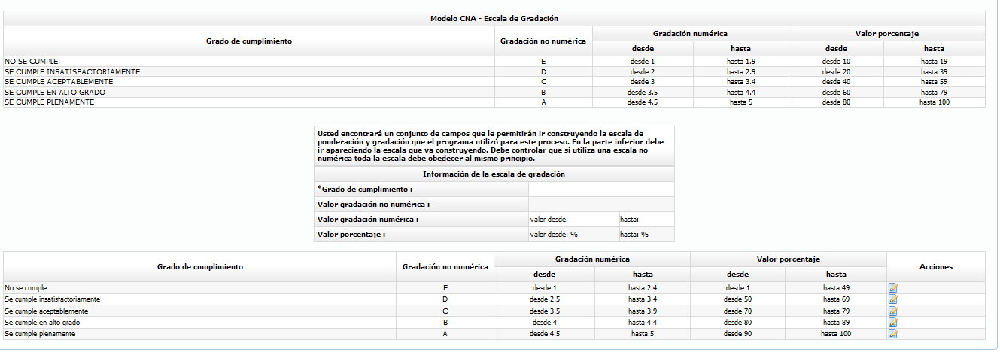 Modelo CNA - Escala de Gradación
Grado de cumplimiento Gradación no numérica Gradación numérica Valor porcentaje
desde hasta desde hasta
NO SE CUMPLE E desde 1 hasta 1.9 desde 10 hasta 19
SE CUMPLE INSATISFACTORIAMENTE D desde 2 hasta 2.9 desde 20 hasta 39
SE CUMPLE ACEPTABLEMENTE C desde 3 hasta 3.4 desde 40 hasta 59
SE CUMPLE EN ALTO GRADO B desde 3.5 hasta 4.4 desde 60 hasta 79
SE CUMPLE PLENAMENTE A desde 4.5 hasta 5 desde 80 hasta 100
Usted encontrará un conjunto de campos que le permitirán ir construyendo la escala de
ponderación y gradación que el programa utilizó para este proceso. En la parte inferior debe
ir apareciendo la escala que va construyendo. Debe controlar que si utiliza una escala no
numérica toda la escala debe obedecer al mismo principio.
Información de la escala de gradación
*Grado de cumplimiento :
Valor gradación no numérica :
Valor gradación numérica : valor desde: hasta:
Valor porcentaje : valor desde: % hasta: %
Grado de cumplimiento Gradación no numérica Gradación numérica Valor porcentaje Acciones
desde hasta desde hasta
No se cumple E desde 1 hasta 2.4 desde 1 hasta 49
Se cumple insatisfactoriamente D desde 2.5 hasta 3.4 desde 50 hasta 69
Se cumple aceptablemente C desde 3.5 hasta 3.9 desde 70 hasta 79
Se cumple en alto grado B desde 4 hasta 4.4 desde 80 hasta 89
Se cumple plenamente A desde 4.5 hasta 5 desde 90 hasta 100